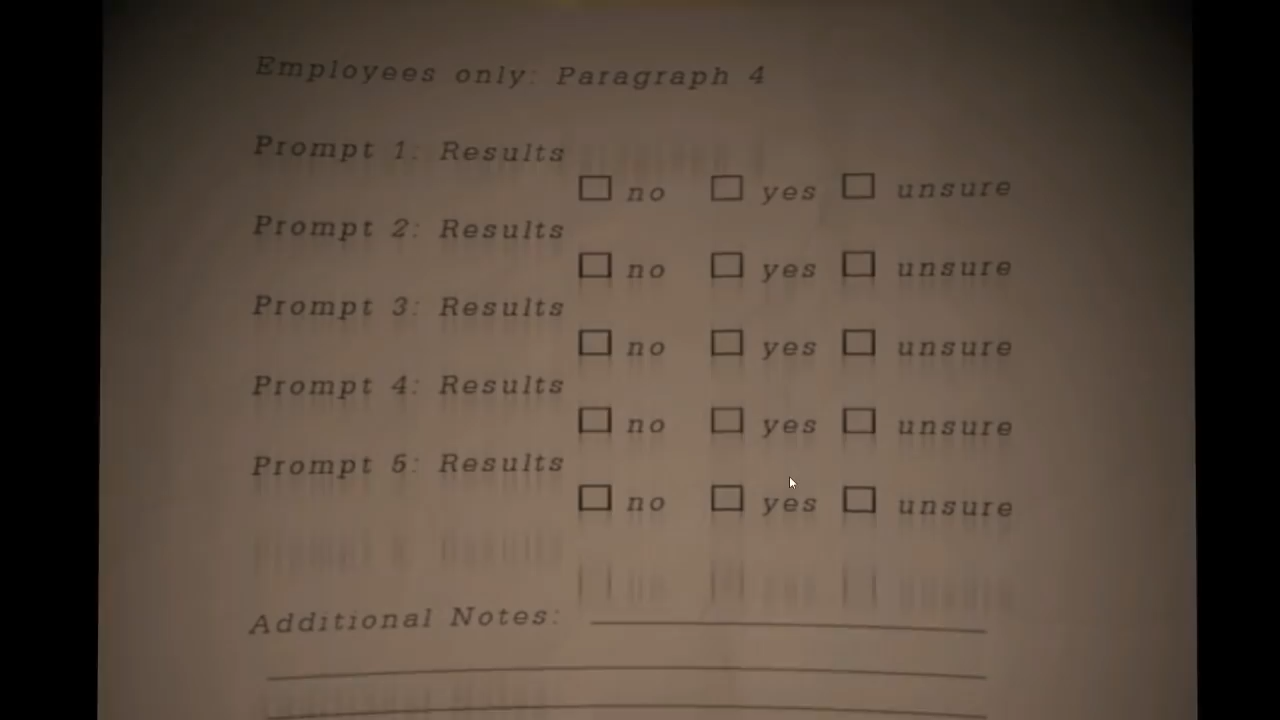 Employees only: Paragraph 4
Prompt 1: Results
no yes unsure
Prompt 2: Results
no yes unsure
Prompt 3: Results
no yes unsure
Prompt 4: Results
no yes unsure
Prompt 5: Results
no yes unsure
Additional Notes: